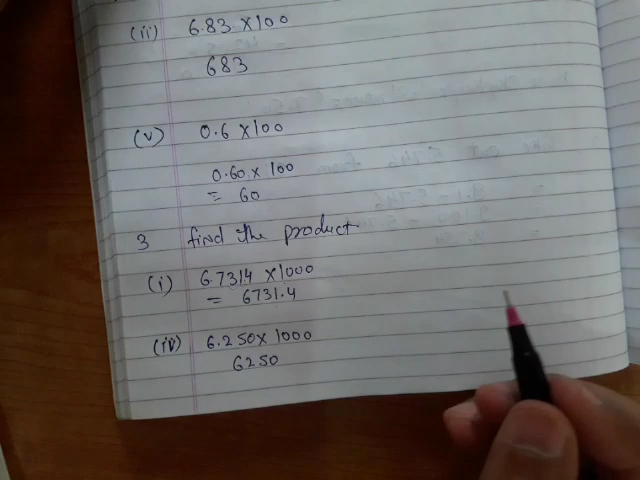 (iii) 6.83 X100
683
(v) 0.6 X100
0.60 x 100
= 60
3 find the product
(i) 6.7314 X1000
= 6731.4
(iv) 6.250x 1000
6250